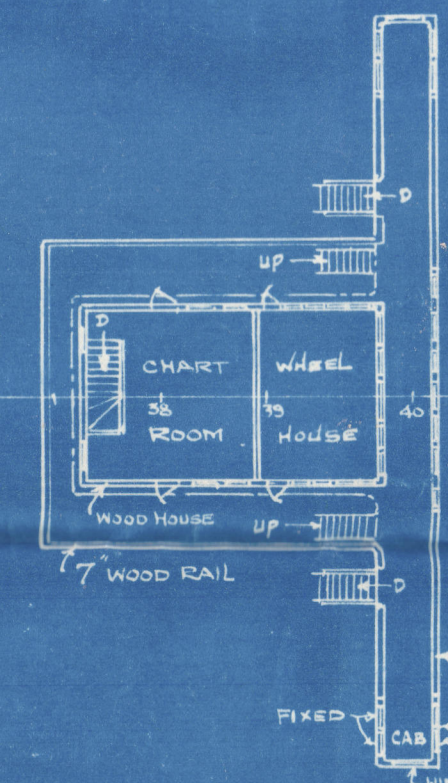 D
UP
D
CHART WHEEL
38 39 40
ROOM HOUSE
WOOD HOUSE
UP
7" WOOD RAIL
D
FIXED
CAB